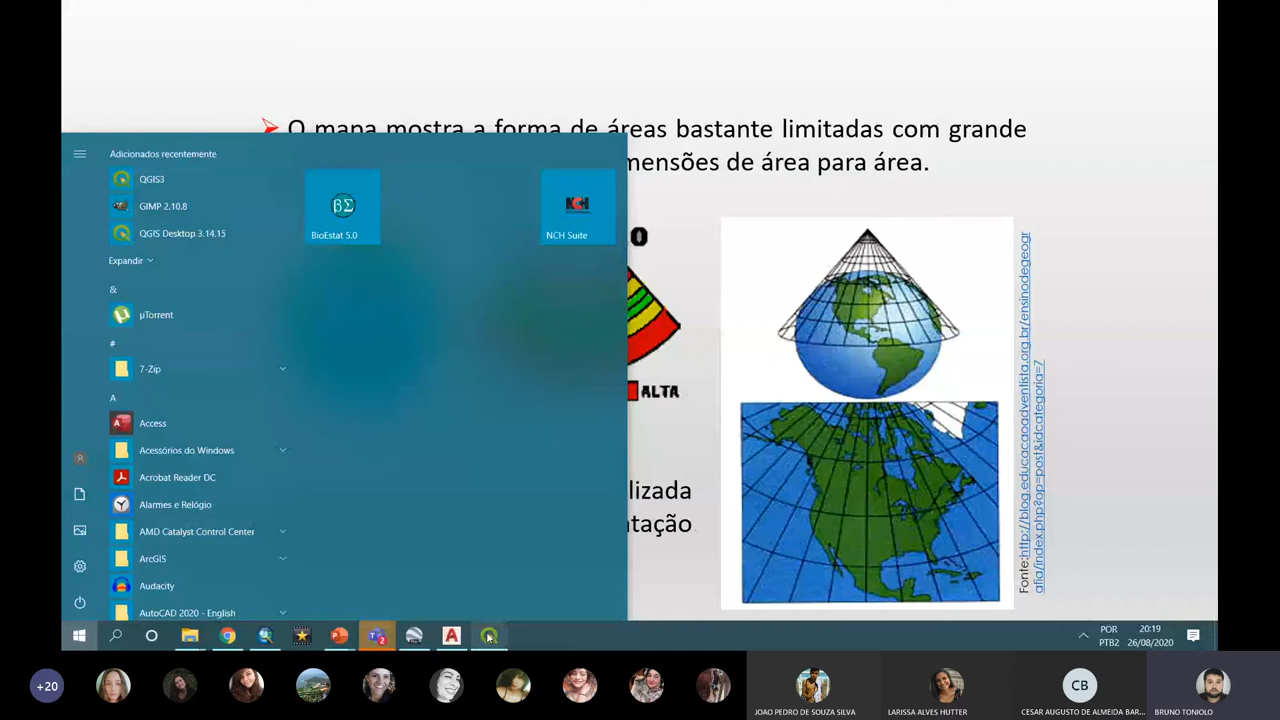 O mapa mostra a forma de áreas bastante limitadas com grande
mensões de área para área.
Adicionados recentemente
QGIS3
GIMP 2.10.8
QGIS Desktop 3.14.15
Expandir
&
µTorrent
#
7-Zip
A
Access
Acessórios do Windows
Acrobat Reader DC
Alarmes e Relógio
AMD Catalyst Control Center
ArcGIS
Audacity
AutoCAD 2020 - English
βΣ
BioEstat 5.0
NCH
NCH Suite
O
ALTA
lizada
tação
Fonte:http://blog.educacaoadventista.org.br/ensinodegeogr
afia/index.php?op=post&idcategoria=7
POR
PTB2
20:19
26/08/2020
+20
CB
JOAO PEDRO DE SOUZA SILVA
LARISSA ALVES HUTTER
CESAR AUGUSTO DE ALMEIDA BAR...
BRUNO TONIOLO